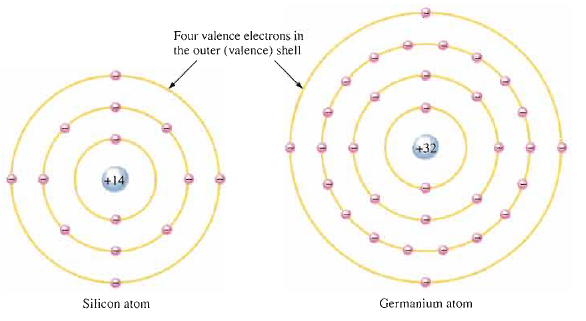 Four valence electrons in
the outer (valence) shell
+14
+32
Silicon atom
Germanium atom